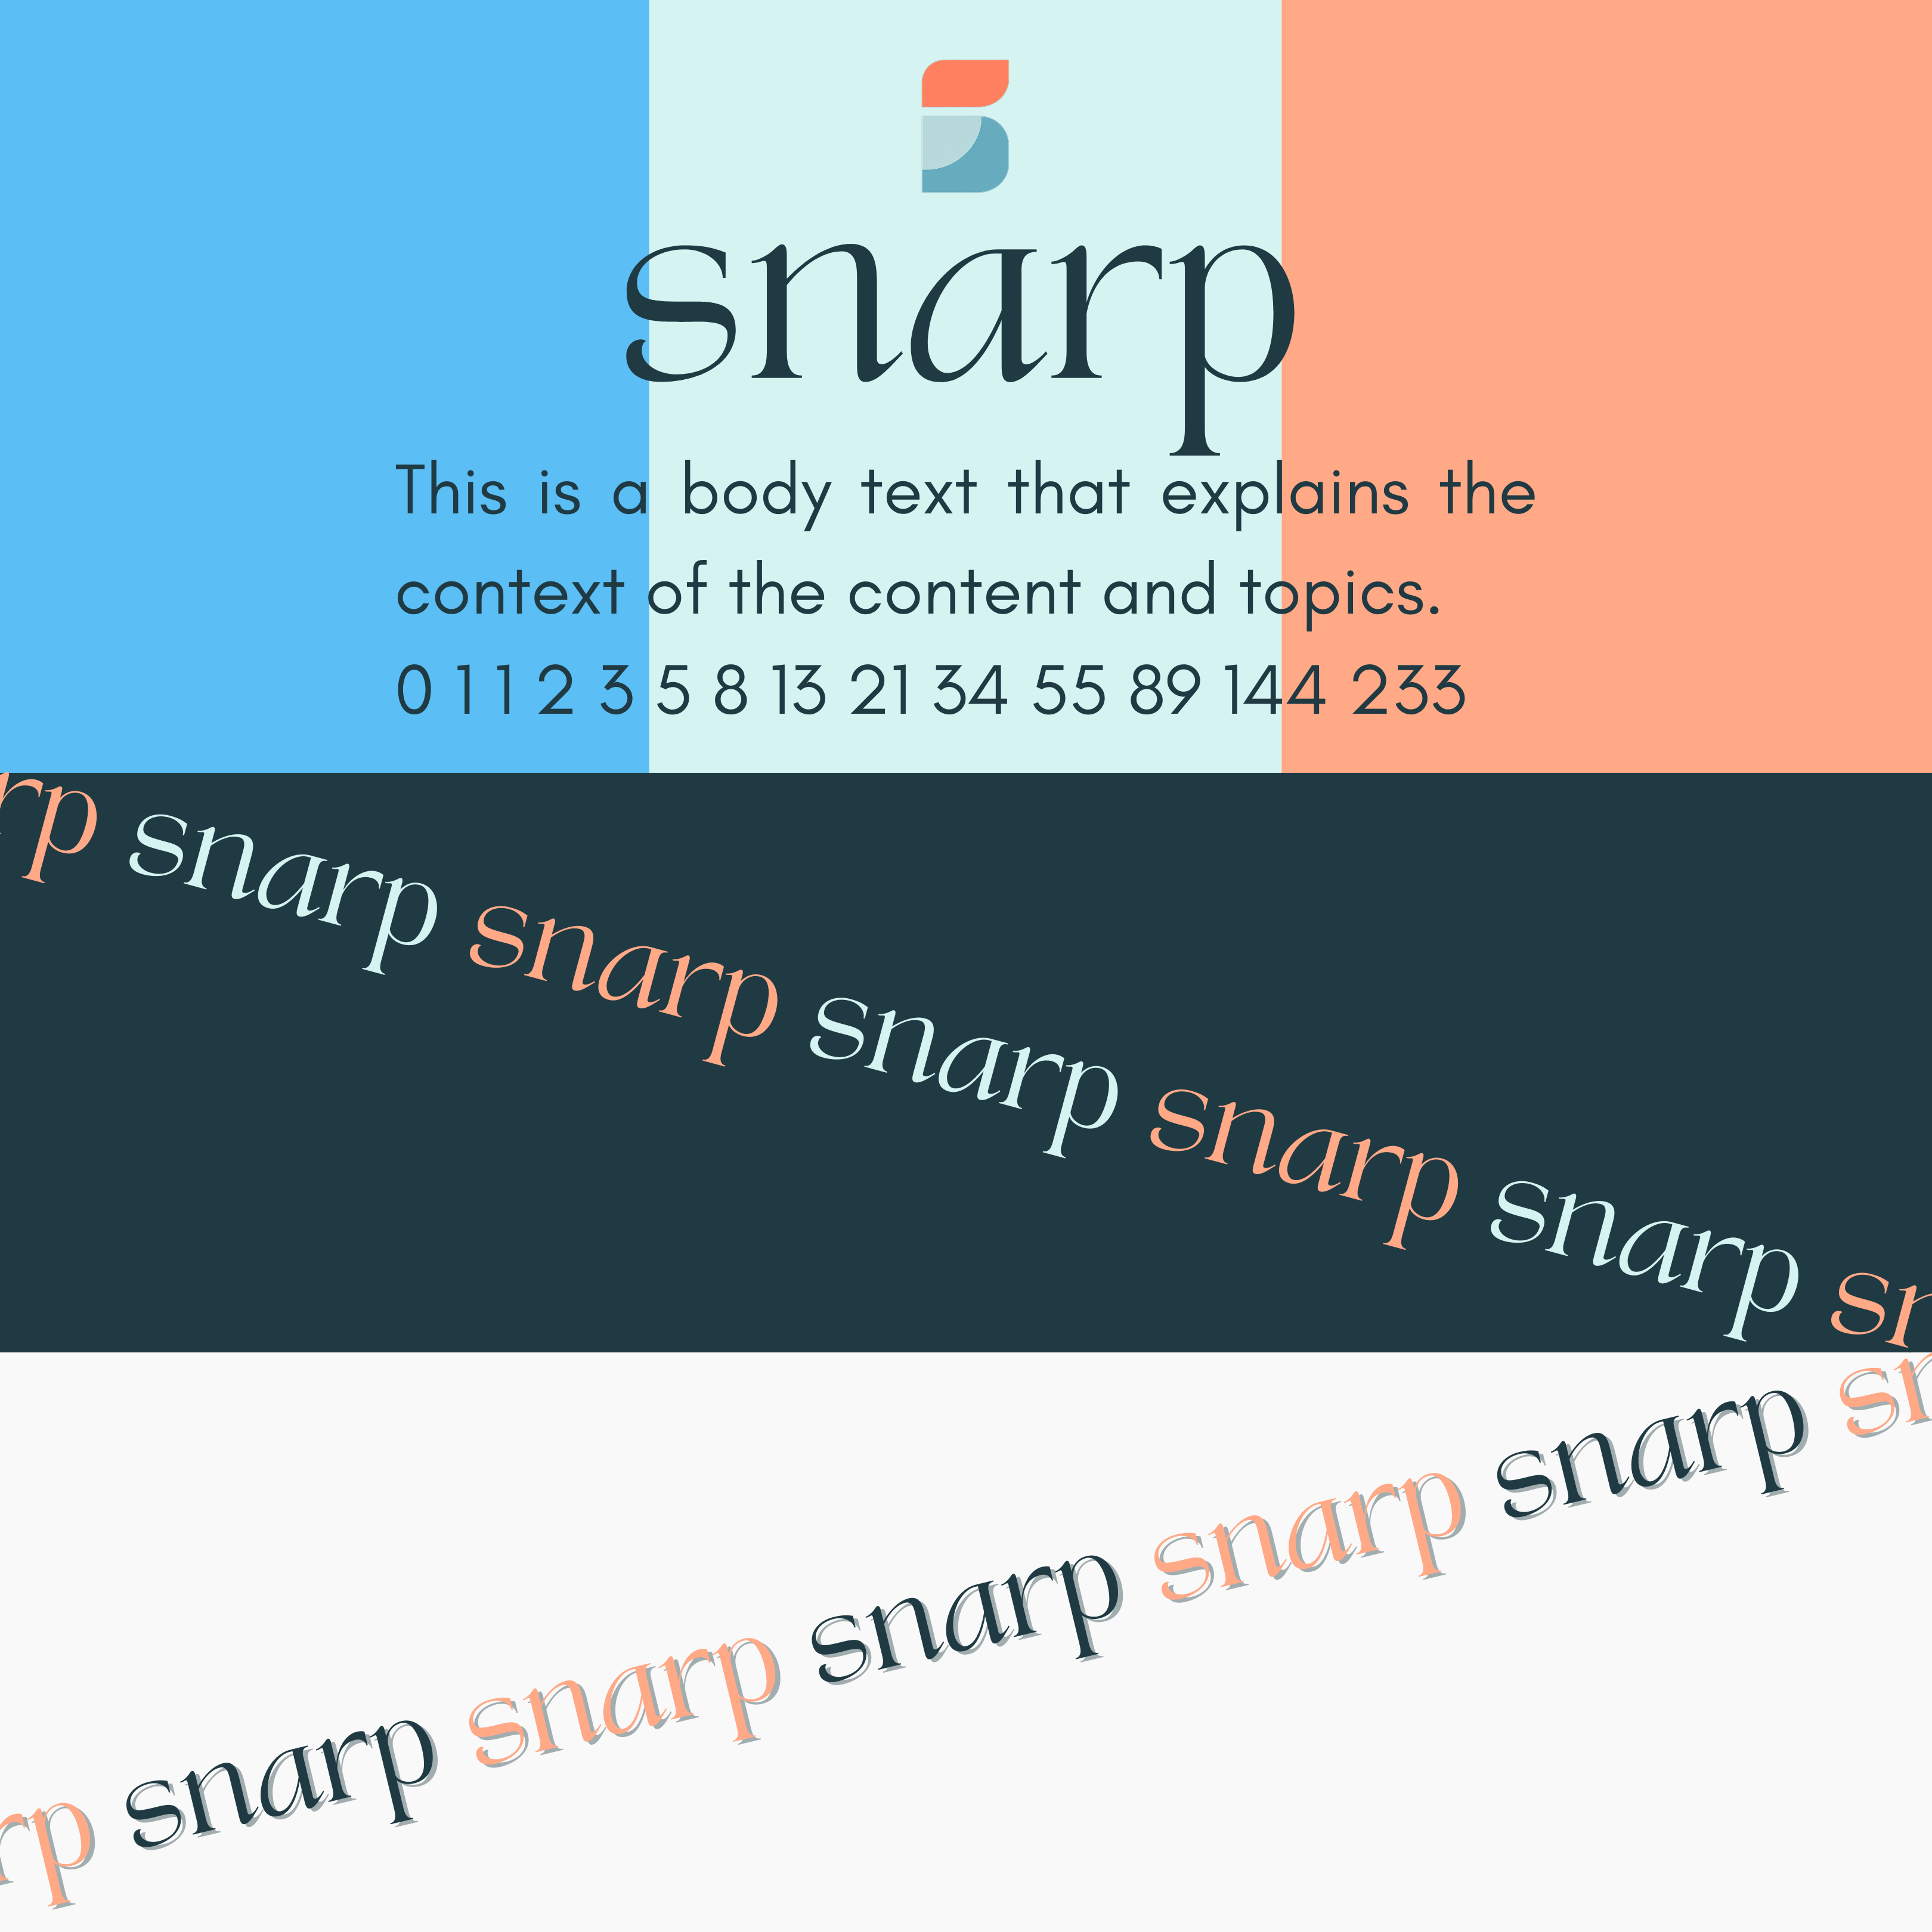 snarp
This is a body text that explains the
context of the content and topics.
0 1 1 2 3 5 8 13 21 34 55 89 144 233
rp snarp snarp snarp snarp snarp sn
rp snarp snarp snarp snarp snarp sn